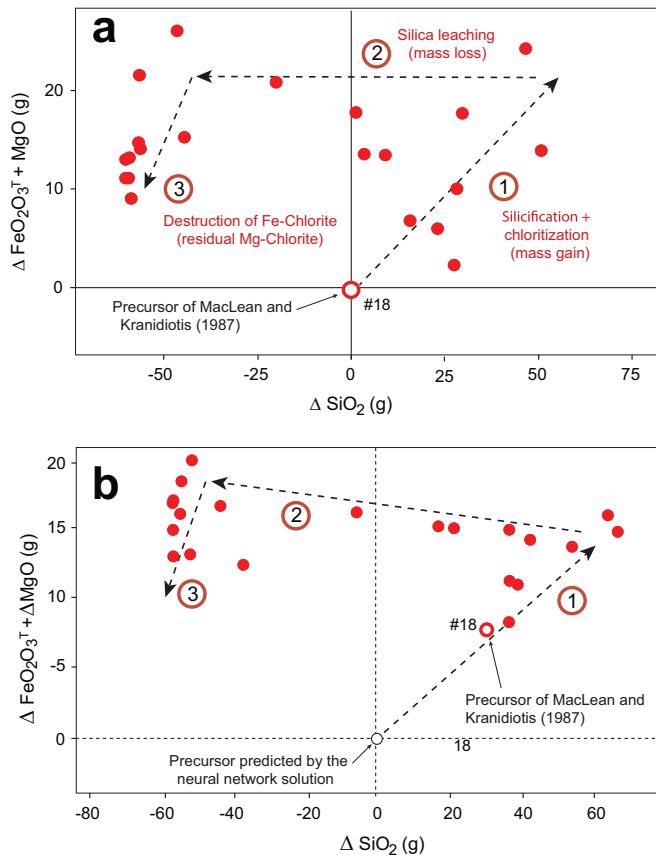 a
2
Silica leaching
(mass loss)
20
10
0
Δ FeO₂O₃ᵀ + MgO (g)
3
Destruction of Fe-Chlorite
(residual Mg-Chlorite)
1
Silicification +
chloritization
(mass gain)
Precursor of MacLean and
Kranidiotis (1987)
#18
-50
-25
0
25
50
75
Δ SiO₂ (g)
b
20
15
10
-5
0
Δ FeO₂O₃ᵀ + ΔMgO (g)
2
3
1
#18
Precursor of MacLean and
Kranidiotis (1987)
18
Precursor predicted by the
neural network solution
-80
-60
-40
-20
0
20
40
60
Δ SiO₂ (g)